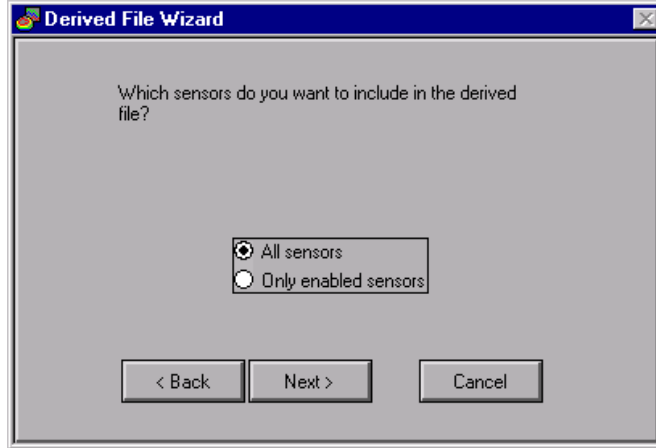 Derived File Wizard
Which sensors do you want to include in the derived
file?
All sensors
Only enabled sensors
< Back
Next >
Cancel